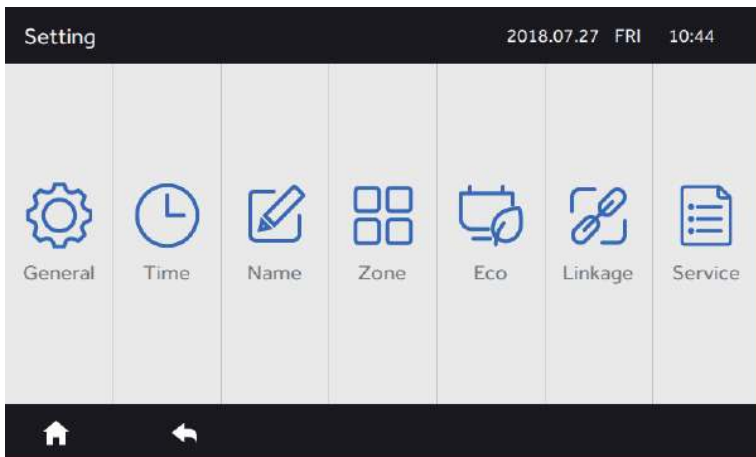 Setting 2018.07.27 FRI 10:44
General Time Name Zone Eco Linkage Service